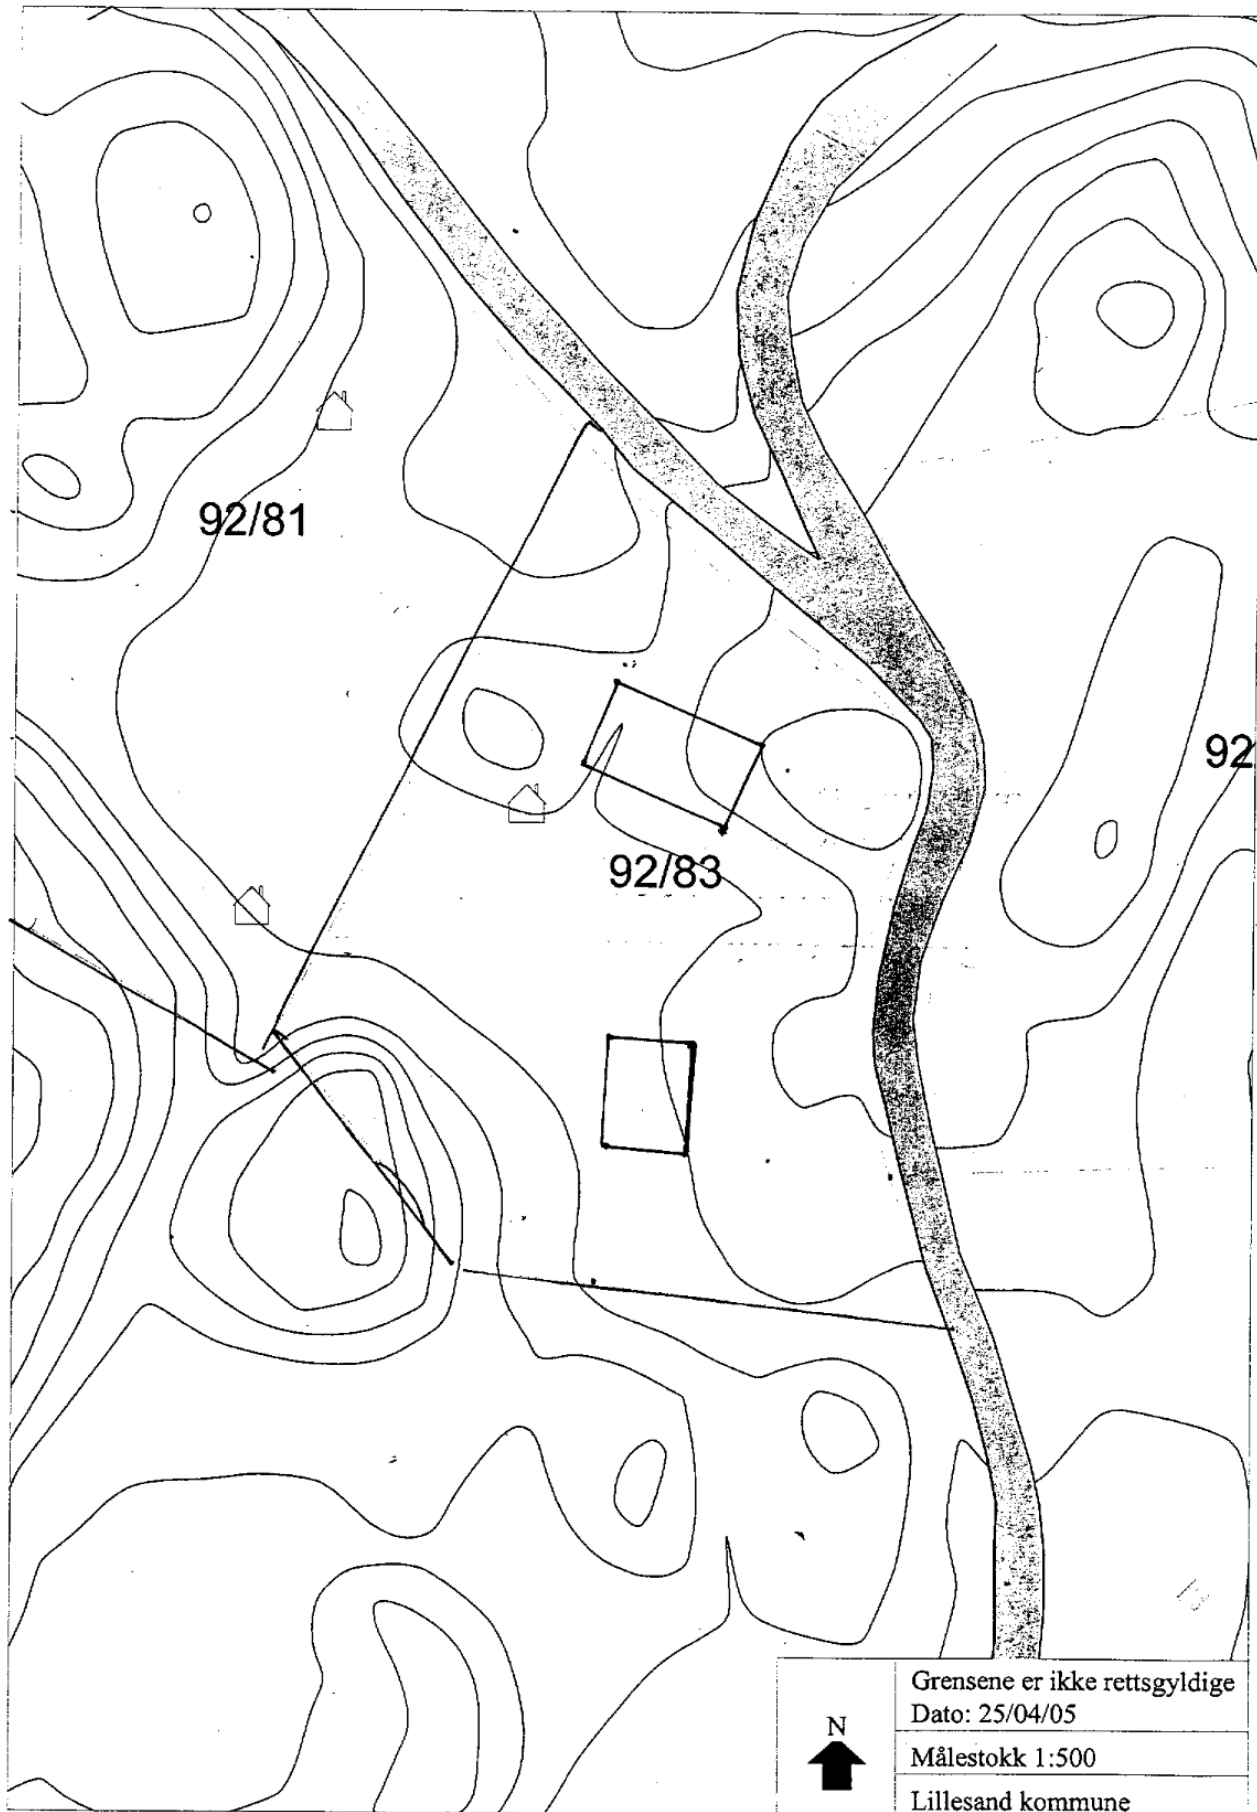 92/81
92
92/83
N
Grensene er ikke rettsgyldige
Dato: 25/04/05
Målestokk 1:500
Lillesand kommune